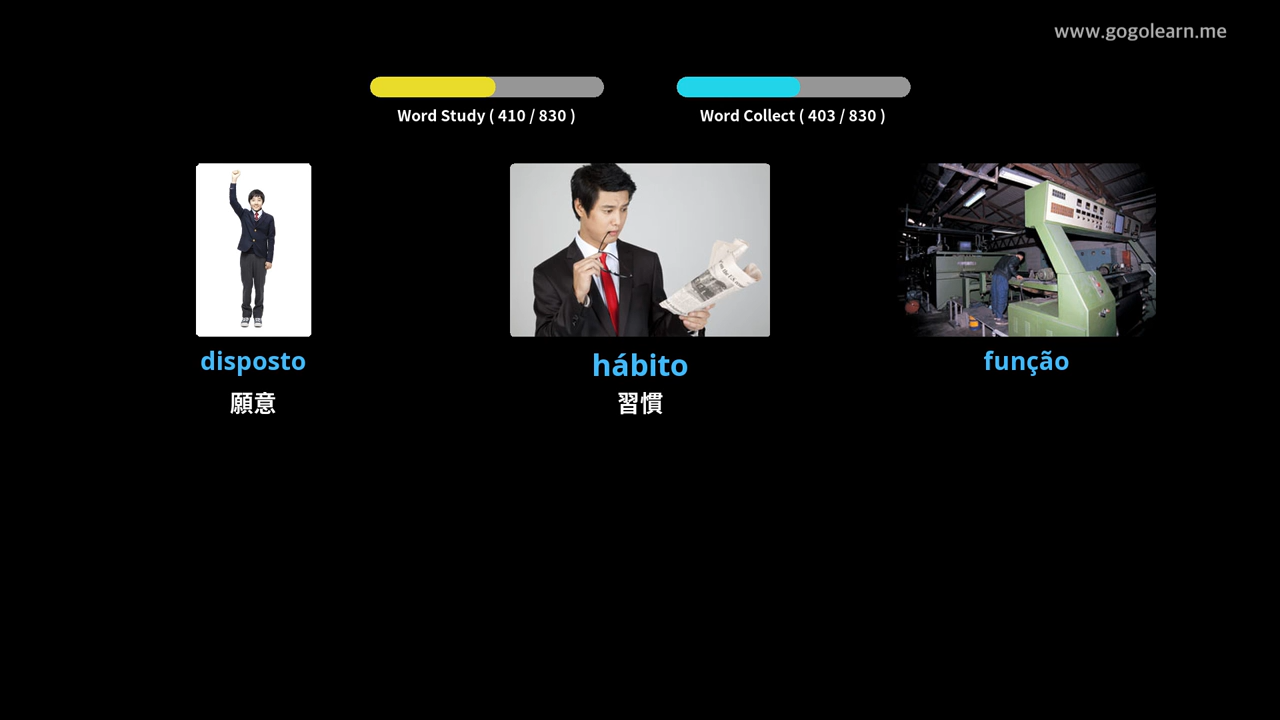 www.gogolearn.me
Word Study ( 410 / 830 )
Word Collect ( 403 / 830 )
disposto
願意
hábito
習慣
função